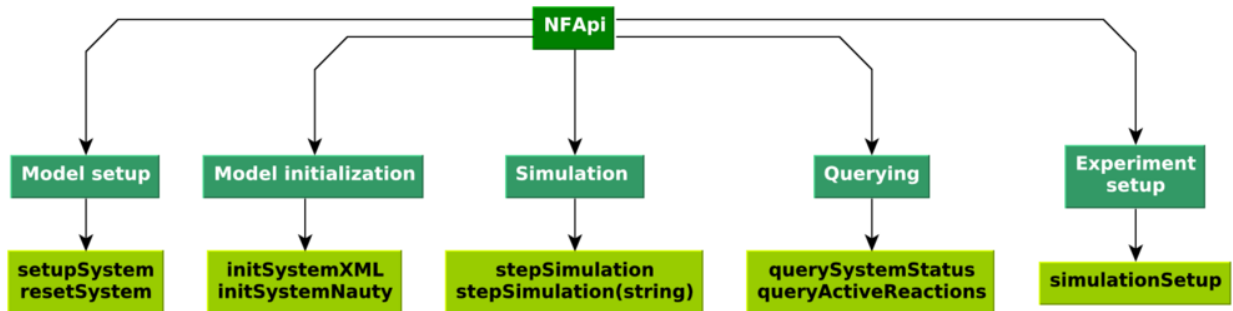 NFApi
Model setup
Model initialization
Simulation
Querying
Experiment
setup
setupSystem
resetSystem
initSystemXML
initSystemNauty
stepSimulation
stepSimulation(string)
querySystemStatus
queryActiveReactions
simulationSetup